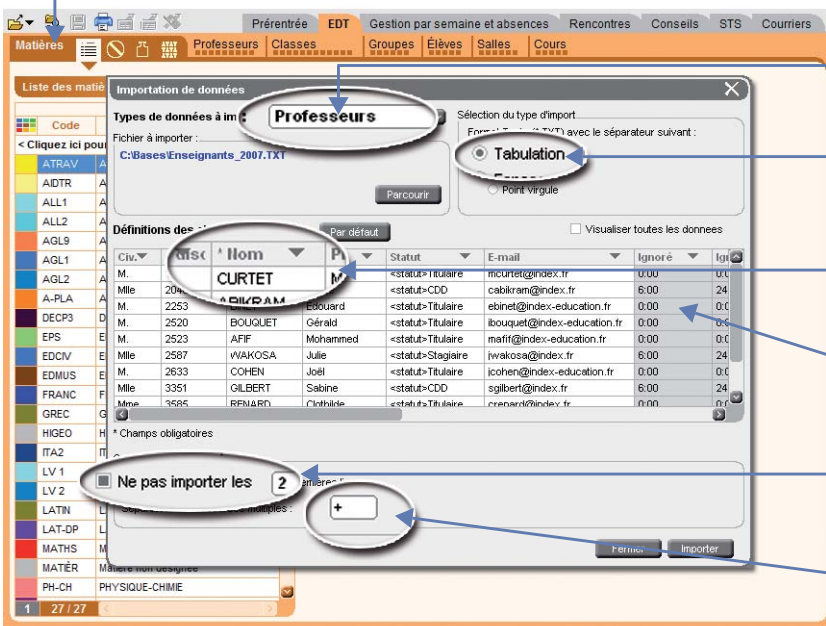 Prérentrée EDT Gestion par semaine et absences Rencontres Conseils STS Courriers
Matières Professeurs Classes Groupes Élèves Salles Cours
Liste des matiè
Importation de données
Types de données à im Professeurs
Sélection du type d'import
Fichier à importer :
avec le séparateur suivant :
C:\Bases\Enseignants_2007.TXT
Tabulation
Parcourir
Point virgule
Définitions des
Par défaut
Visualiser toutes les donnees
Civ. * Nom Statut E-mail Ignoré
M. CURTET M <statut>Titulaire mcurtet@index.fr 0:00
Mlle ABIKRAM <statut>CDD cabikram@index.fr 6:00 24
M. 2253 Edouard <statut>Titulaire ebinet@index-education.fr 0:00
M. 2520 BOUQUET Gérald <statut>Titulaire ibouquet@index-education.fr 0:00
M. 2523 AFIF Mohammed <statut>Titulaire mafif@index-education.fr 0:00
Mlle 2587 WAKOSA Julie <statut>Stagiaire jwakosa@index.fr 6:00 24
M. 2633 COHEN Joël <statut>Titulaire jcohen@index-education.fr 0:00
Mlle 3351 GILBERT Sabine <statut>CDD sgilbert@index.fr 6:00 24
Mme 3585 RENARD Clothilde <statut>Titulaire crenard@index.fr 0:00
* Champs obligatoires
Ne pas importer les 2
multiples : +
Fermer Importer
Code
< Cliquez ici pour
ATRAV
AIDTR
ALL1
ALL2
AGL9
AGL1
AGL2
A-PLA
DECP3
EPS
EDCIV
EDMUS
FRANC
GREC
HIGEO
ITA2
LV 1
LV 2
LATIN
LAT-DP
MATHS
MATIÈR Matière non désignée
PH-CH PHYSIQUE-CHIMIE
1 27 / 27